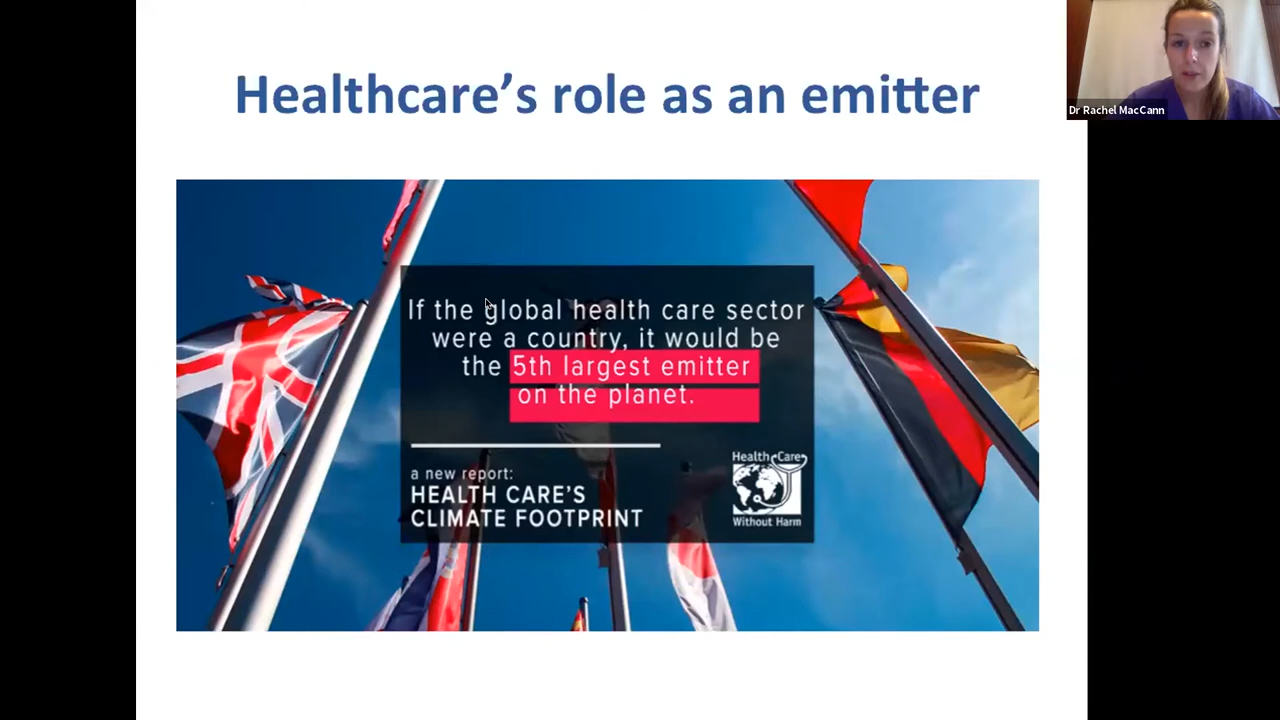 Healthcare's role as an emitter
Dr Rachel MacCann
If the global health care sector
were a country, it would be
the 5th largest emitter
on the planet.
a new report:
HEALTH CARE'S
CLIMATE FOOTPRINT
Health Care
Without Harm